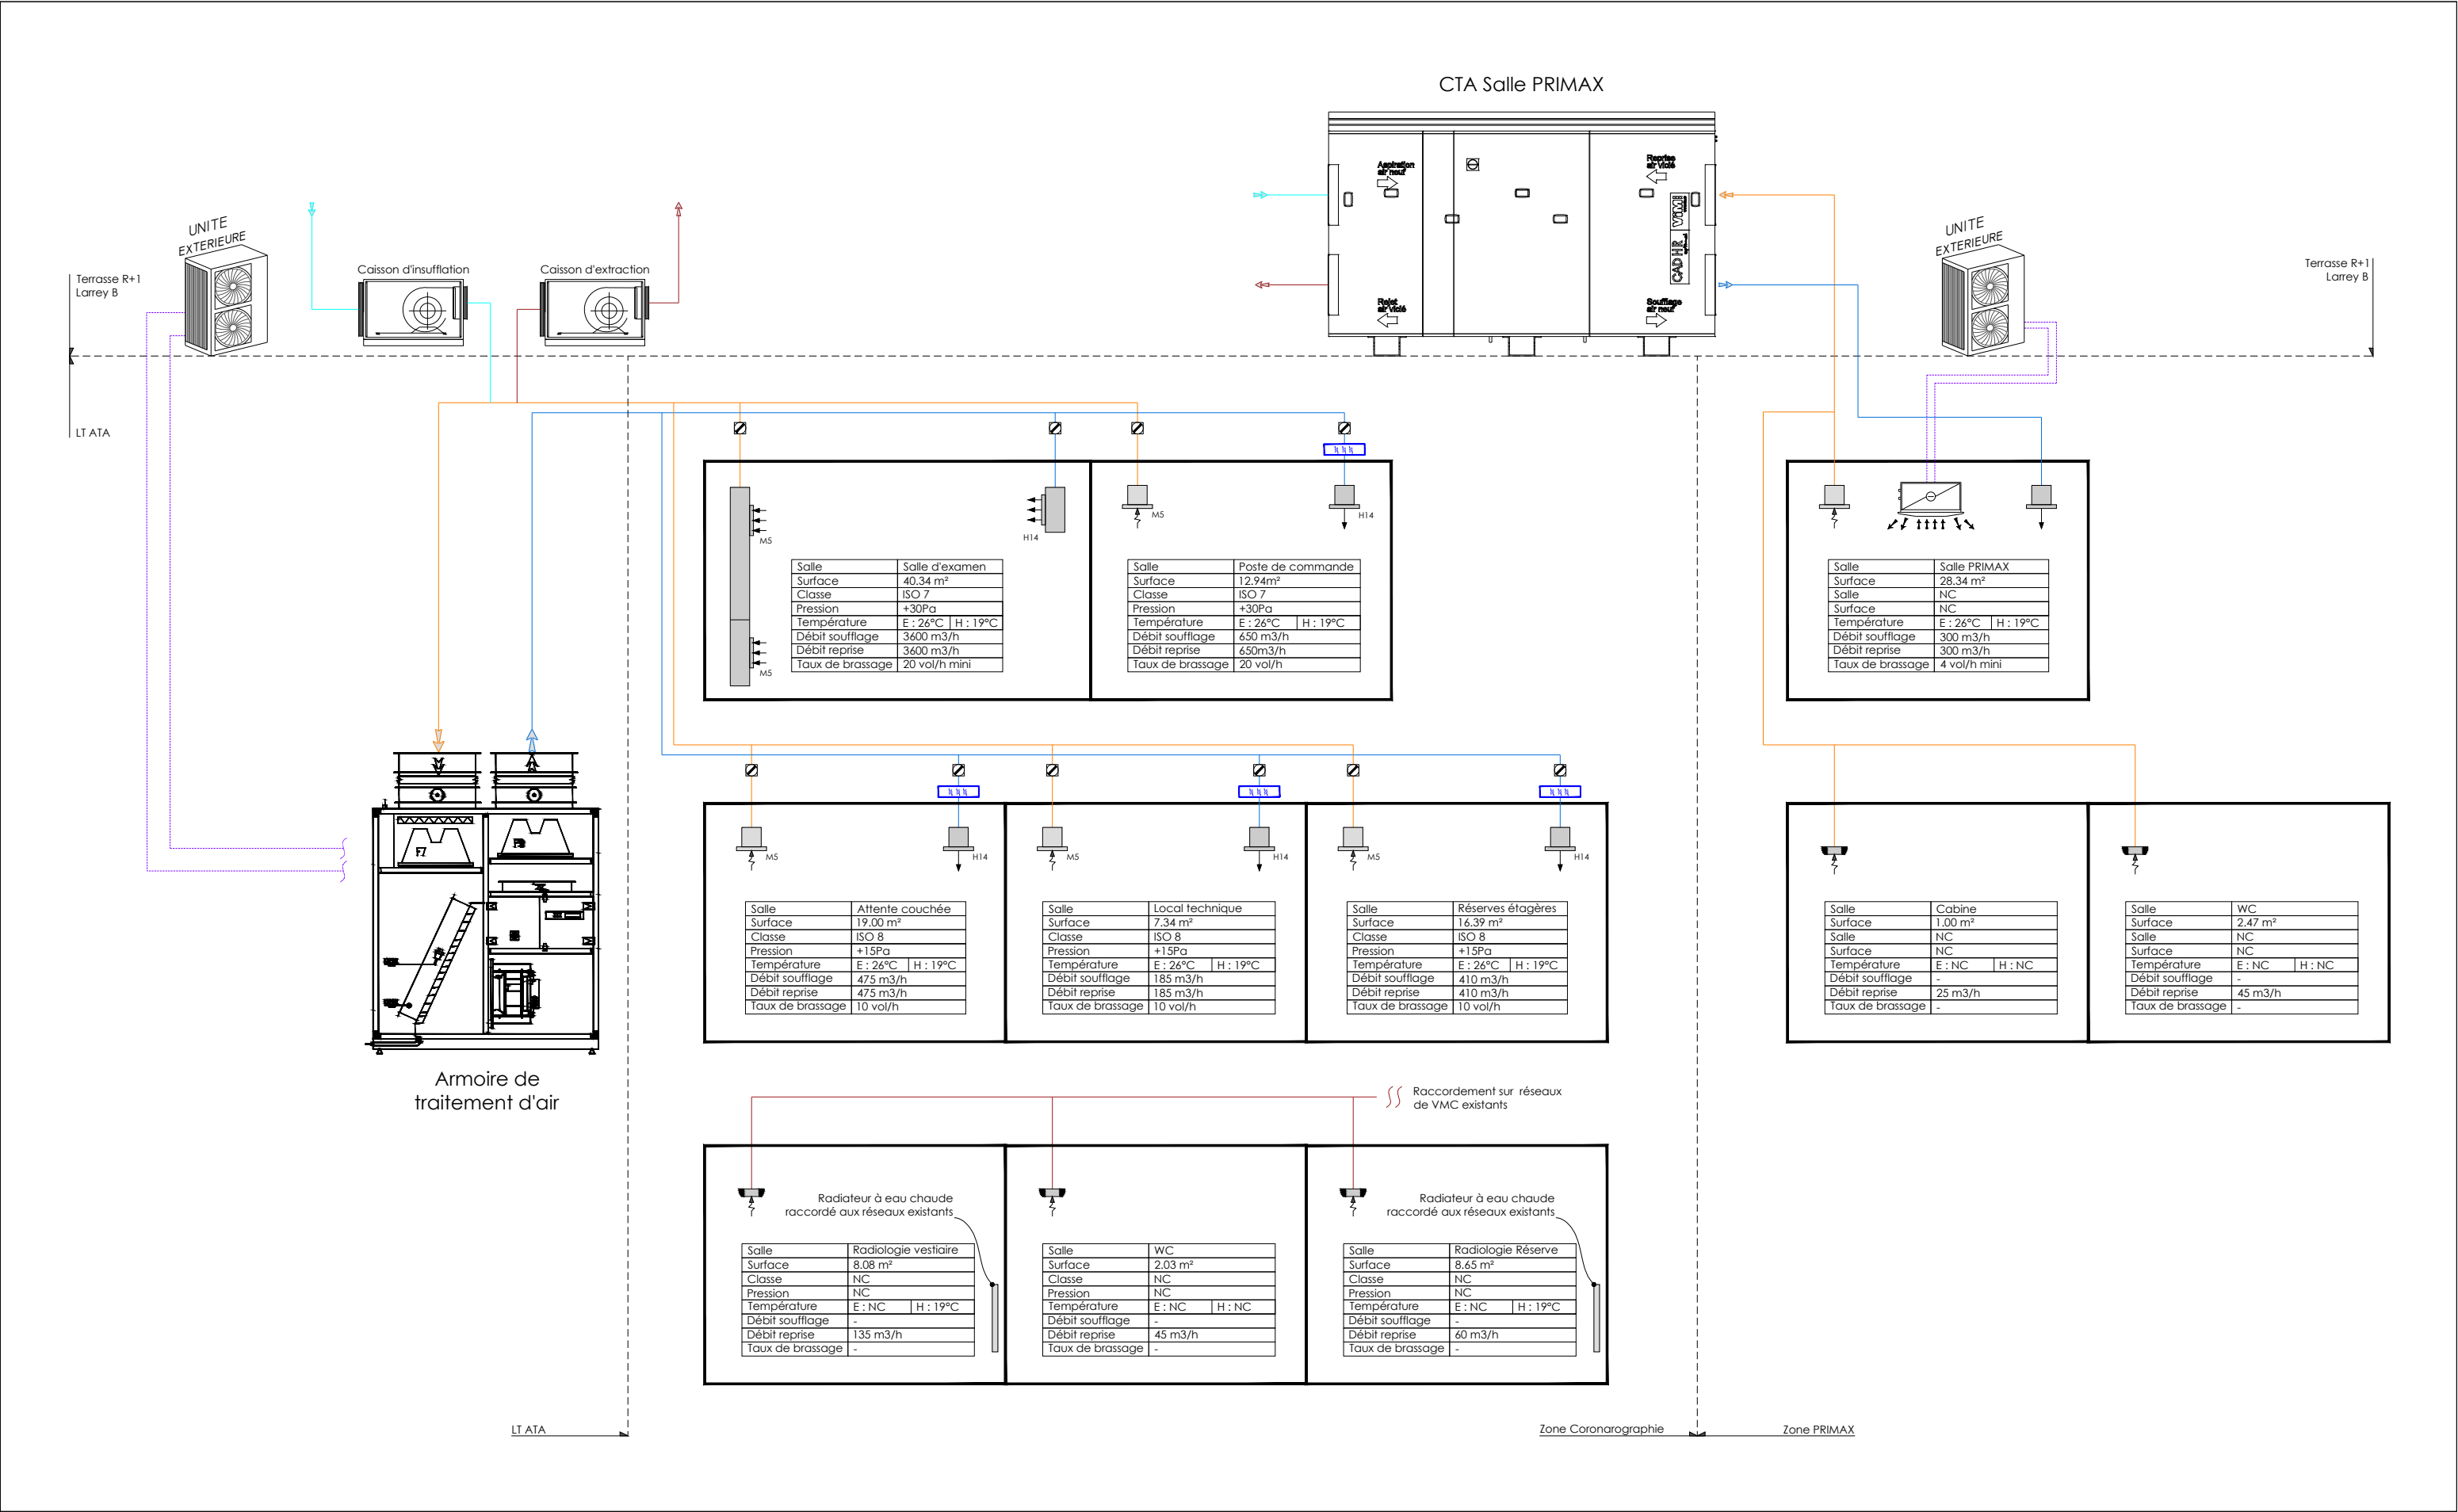 CTA Salle PRIMAX
Aspiration
air neuf
Reprise
air vicié
Rejet
air vicié
Soufflage
air neuf
CAD HR
ViM
UNITE
EXTERIEURE
Terrasse R+1
Larrey B
LT ATA
Caisson d'insufflation
Caisson d'extraction
UNITE
EXTERIEURE
Terrasse R+1
Larrey B
M5
M5
H14
Salle Salle d'examen
Surface 40.34 m²
Classe ISO 7
Pression +30Pa
Température E : 26°C H : 19°C
Débit soufflage 3600 m3/h
Débit reprise 3600 m3/h
Taux de brassage 20 vol/h mini
M5
H14
Salle Poste de commande
Surface 12.94m²
Classe ISO 7
Pression +30Pa
Température E : 26°C H : 19°C
Débit soufflage 650 m3/h
Débit reprise 650m3/h
Taux de brassage 20 vol/h
Salle Salle PRIMAX
Surface 28.34 m²
Salle NC
Surface NC
Température E : 26°C H : 19°C
Débit soufflage 300 m3/h
Débit reprise 300 m3/h
Taux de brassage 4 vol/h mini
F7
Armoire de
traitement d'air
M5
H14
Salle Attente couchée
Surface 19.00 m²
Classe ISO 8
Pression +15Pa
Température E : 26°C H : 19°C
Débit soufflage 475 m3/h
Débit reprise 475 m3/h
Taux de brassage 10 vol/h
M5
H14
Salle Local technique
Surface 7.34 m²
Classe ISO 8
Pression +15Pa
Température E : 26°C H : 19°C
Débit soufflage 185 m3/h
Débit reprise 185 m3/h
Taux de brassage 10 vol/h
M5
H14
Salle Réserves étagères
Surface 16.39 m²
Classe ISO 8
Pression +15Pa
Température E : 26°C H : 19°C
Débit soufflage 410 m3/h
Débit reprise 410 m3/h
Taux de brassage 10 vol/h
Salle Cabine
Surface 1.00 m²
Salle NC
Surface NC
Température E : NC H : NC
Débit soufflage -
Débit reprise 25 m3/h
Taux de brassage -
Salle WC
Surface 2.47 m²
Salle NC
Surface NC
Température E : NC H : NC
Débit soufflage -
Débit reprise 45 m3/h
Taux de brassage -
Raccordement sur réseaux
de VMC existants
Radiateur à eau chaude
raccordé aux réseaux existants
Salle Radiologie vestiaire
Surface 8.08 m²
Classe NC
Pression NC
Température E : NC H : 19°C
Débit soufflage -
Débit reprise 135 m3/h
Taux de brassage -
Salle WC
Surface 2.03 m²
Classe NC
Pression NC
Température E : NC H : NC
Débit soufflage -
Débit reprise 45 m3/h
Taux de brassage -
Radiateur à eau chaude
raccordé aux réseaux existants
Salle Radiologie Réserve
Surface 8.65 m²
Classe NC
Pression NC
Température E : NC H : 19°C
Débit soufflage -
Débit reprise 60 m3/h
Taux de brassage -
LT ATA
Zone Coronarographie
Zone PRIMAX